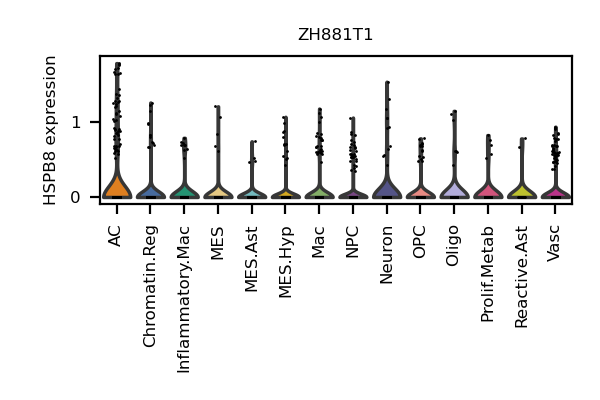 ZH881T1
HSPB8 expression
1
0
AC
Chromatin.Reg
Inflammatory.Mac
MES
MES.Ast
MES.Hyp
Mac
NPC
Neuron
OPC
Oligo
Prolif.Metab
Reactive.Ast
Vasc